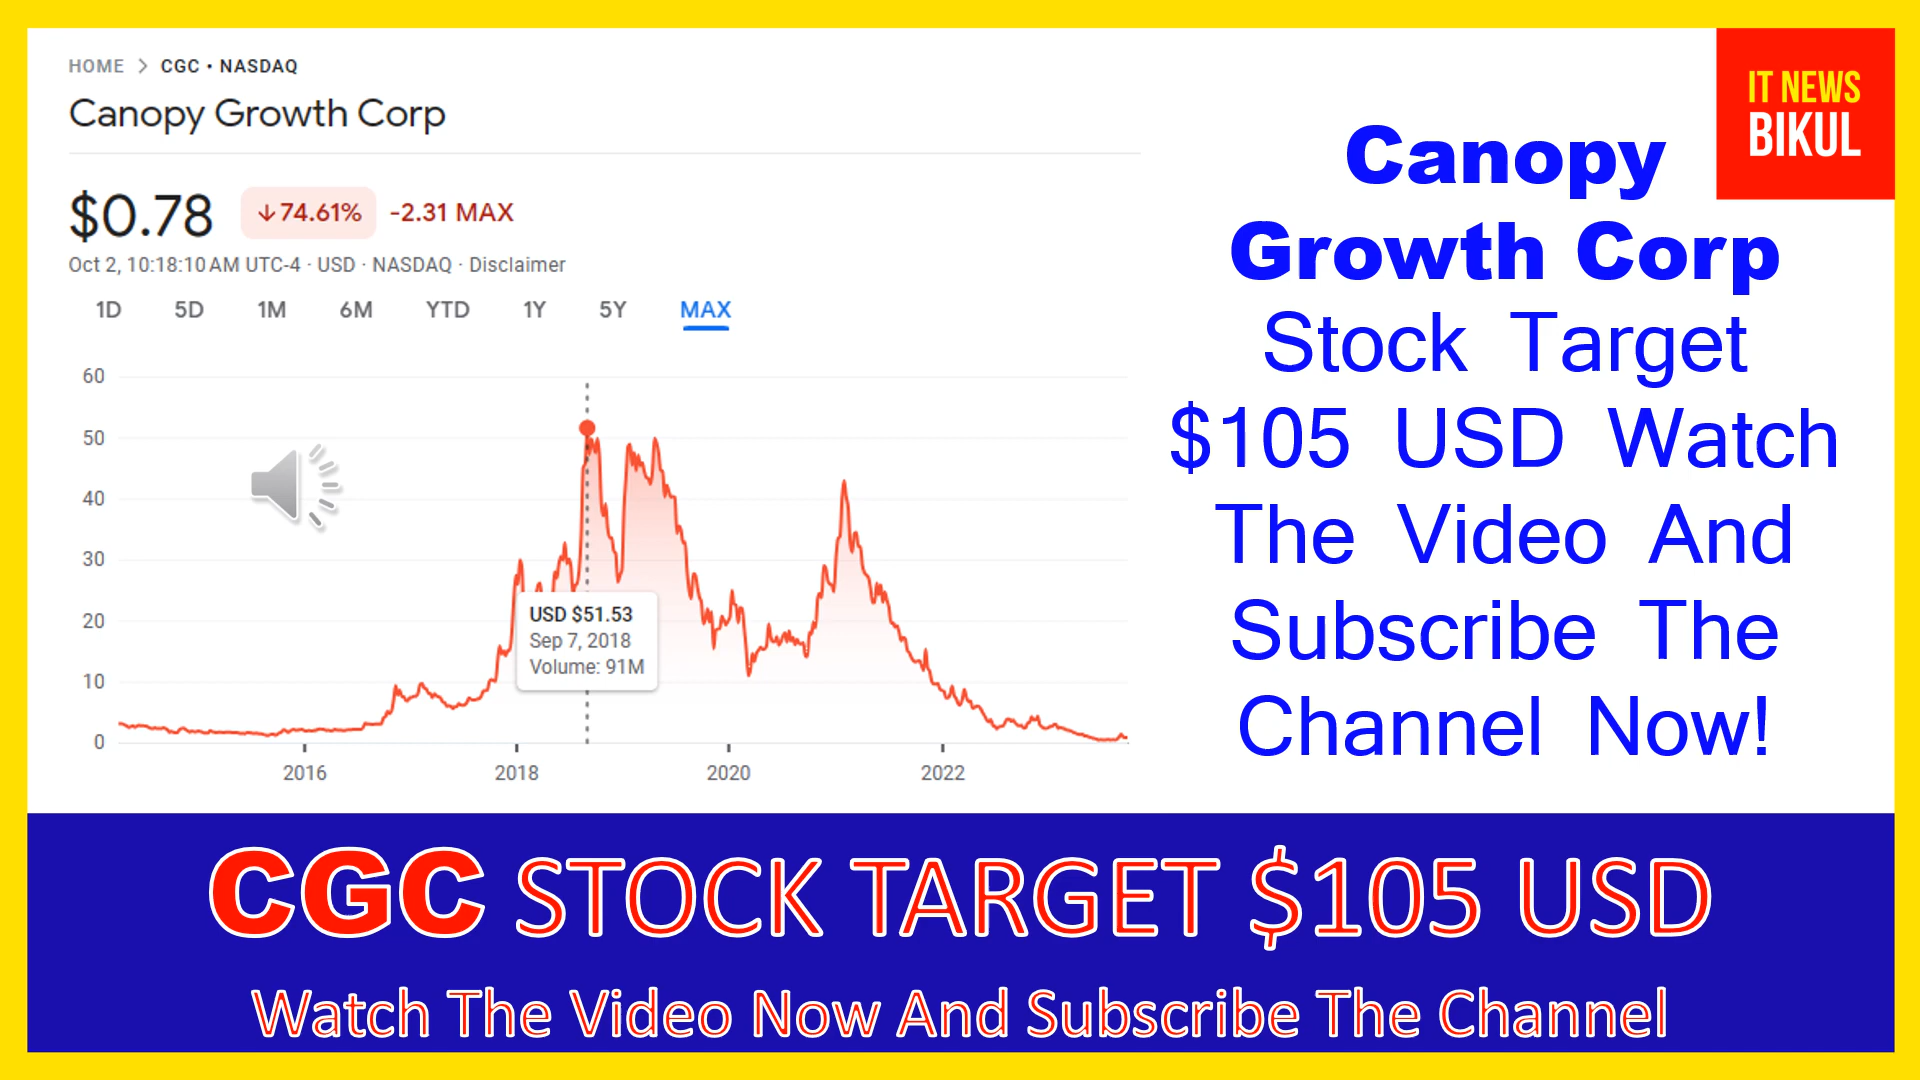 HOME > CGC • NASDAQ
Canopy Growth Corp
$0.78 ↓74.61% -2.31 MAX
Oct 2, 10:18:10 AM UTC-4 · USD · NASDAQ · Disclaimer
1D 5D 1M 6M YTD 1Y 5Y MAX
60
50
40
30
20
10
0
USD $51.53
Sep 7, 2018
Volume: 91M
2016 2018 2020 2022
IT NEWS
BIKUL
Canopy
Growth Corp
Stock Target
$105 USD Watch
The Video And
Subscribe The
Channel Now!
CGC STOCK TARGET $105 USD
Watch The Video Now And Subscribe The Channel